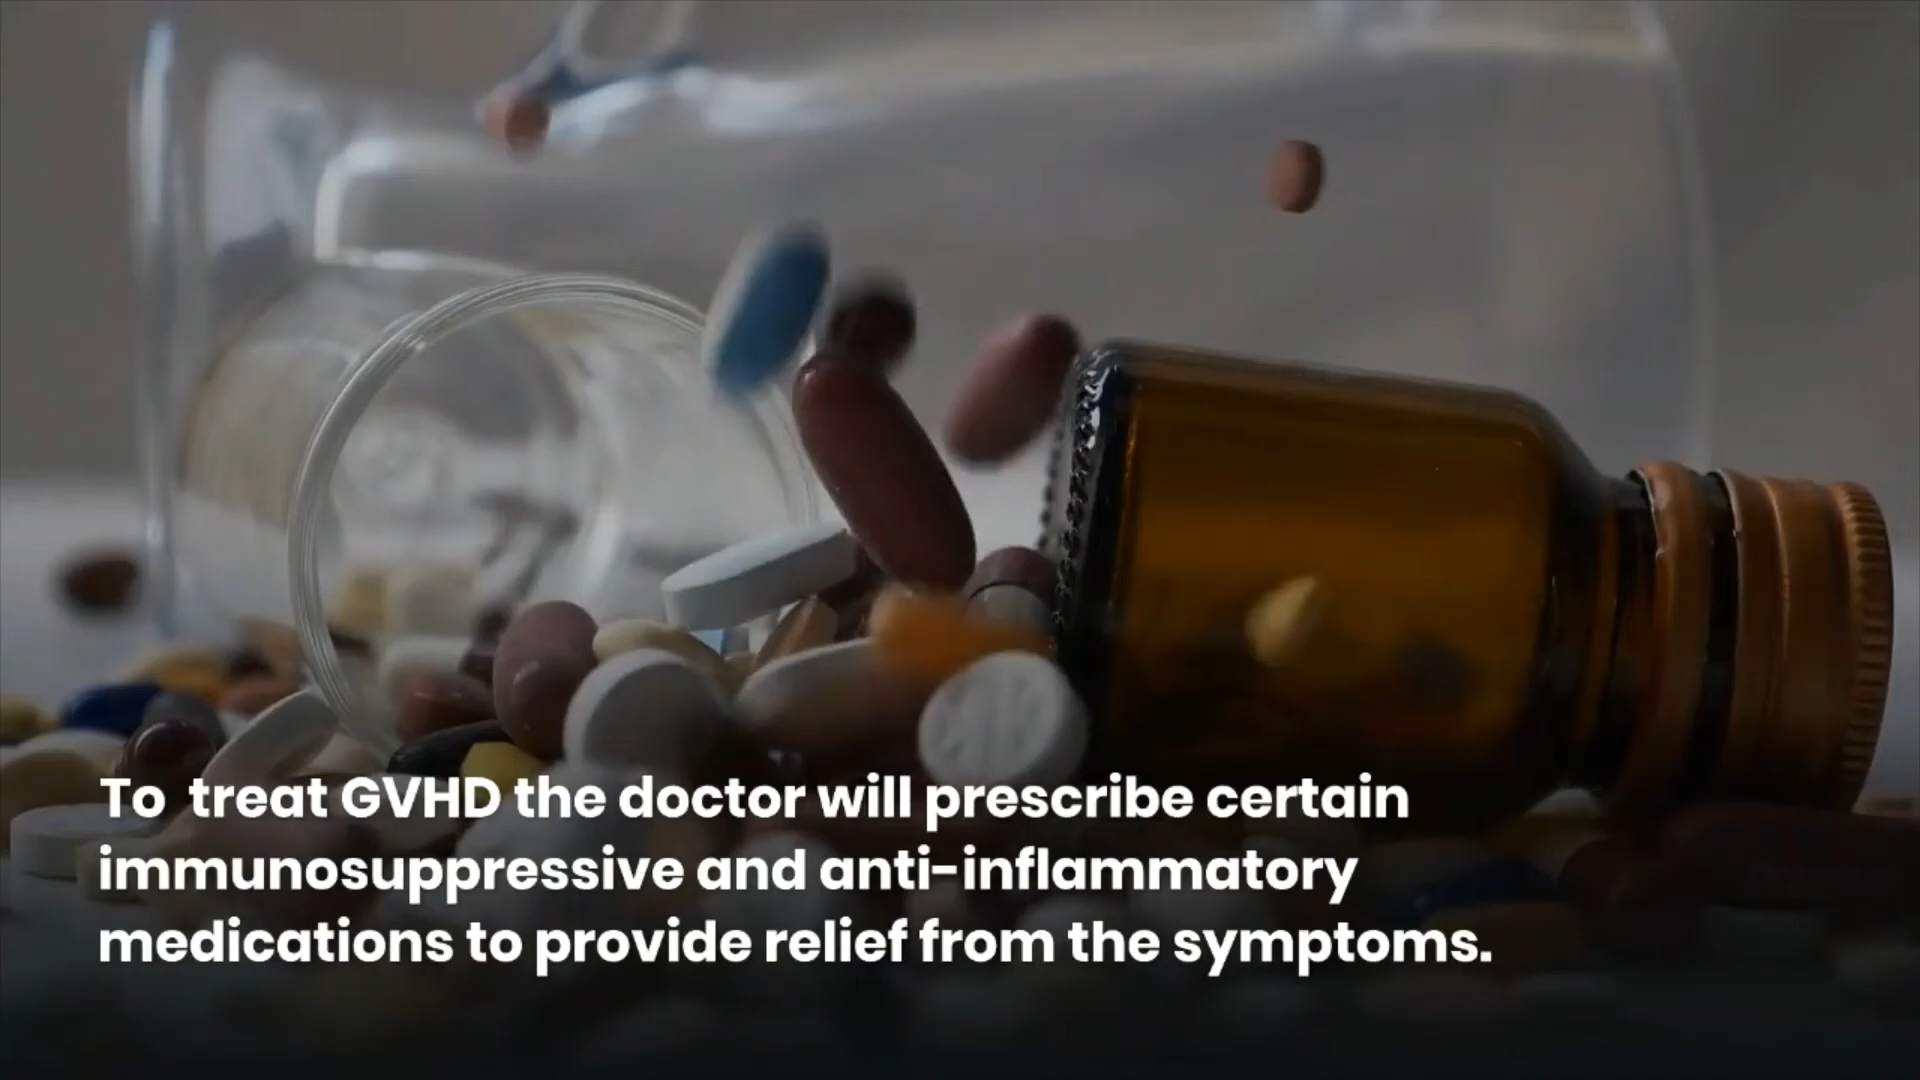 To  treat GVHD the doctor will prescribe certain
immunosuppressive and anti-inflammatory
medications to provide relief from the symptoms.